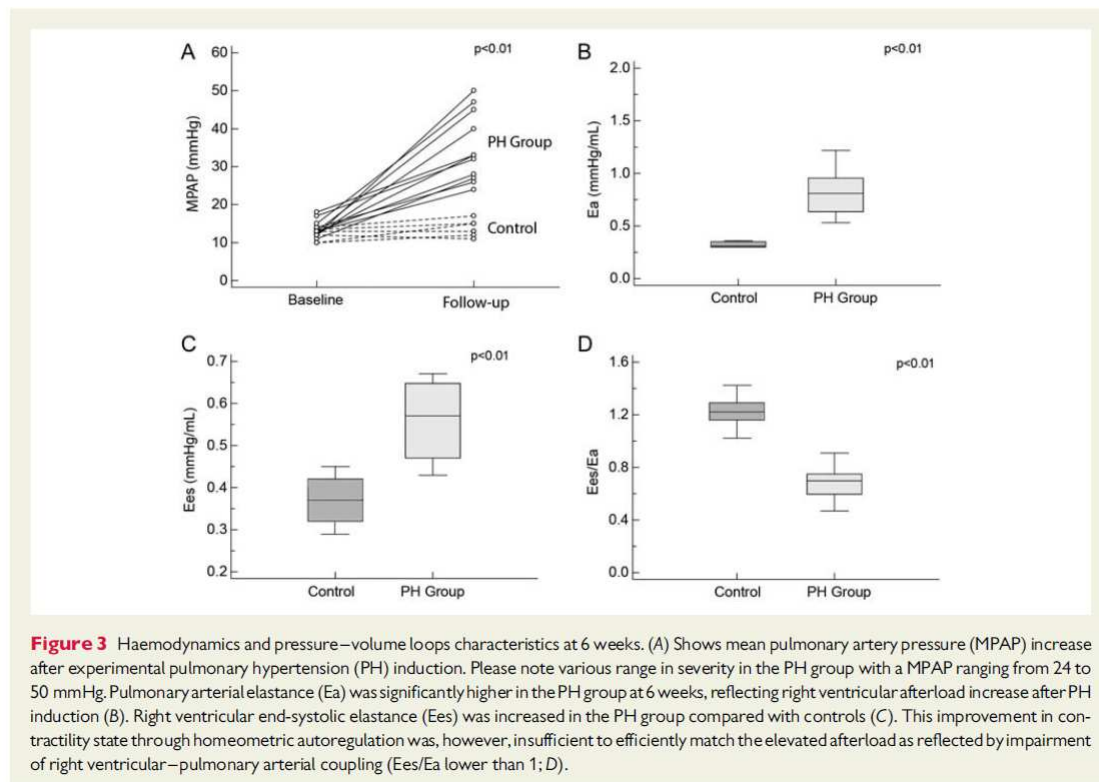 A
p<0.01
60
50
40
30
20
10
0
MPAP (mmHg)
PH Group
Control
Baseline
Follow-up
B
p<0.01
2.0
1.5
1.0
0.5
0.0
Ea (mmHg/mL)
Control
PH Group
C
p<0.01
0.7
0.6
0.5
0.4
0.3
0.2
Ees (mmHg/mL)
Control
PH Group
D
p<0.01
1.6
1.2
0.8
0.4
0.0
Ees/Ea
Control
PH Group
Figure 3 Haemodynamics and pressure–volume loops characteristics at 6 weeks. (A) Shows mean pulmonary artery pressure (MPAP) increase
after experimental pulmonary hypertension (PH) induction. Please note various range in severity in the PH group with a MPAP ranging from 24 to
50 mmHg. Pulmonary arterial elastance (Ea) was significantly higher in the PH group at 6 weeks, reflecting right ventricular afterload increase after PH
induction (B). Right ventricular end-systolic elastance (Ees) was increased in the PH group compared with controls (C). This improvement in con-
tractility state through homeometric autoregulation was, however, insufficient to efficiently match the elevated afterload as reflected by impairment
of right ventricular–pulmonary arterial coupling (Ees/Ea lower than 1; D).